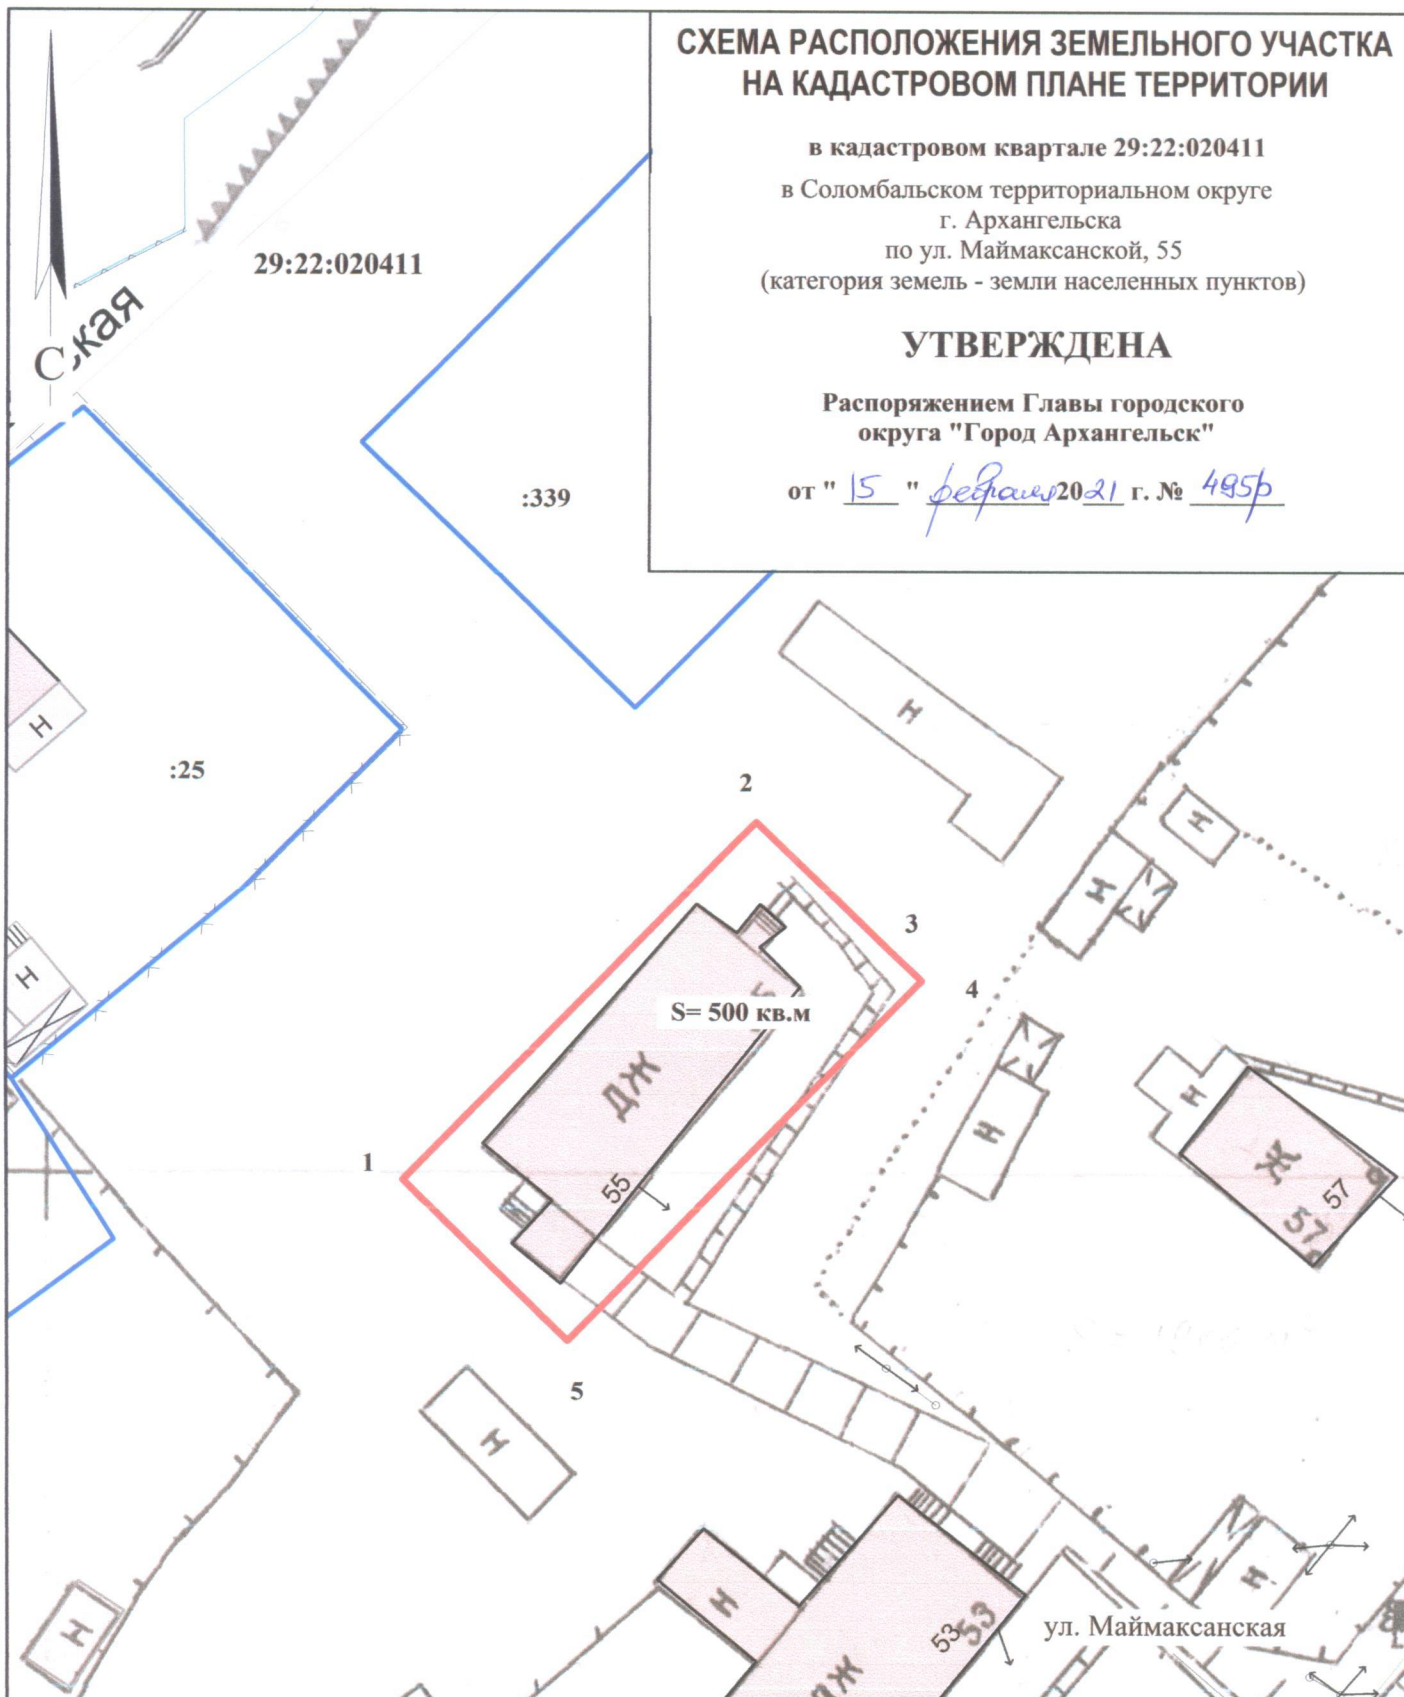 СХЕМА РАСПОЛОЖЕНИЯ ЗЕМЕЛЬНОГО УЧАСТКА
НА КАДАСТРОВОМ ПЛАНЕ ТЕРРИТОРИИ
в кадастровом квартале 29:22:020411
в Соломбальском территориальном округе
г. Архангельска
по ул. Маймаксанской, 55
(категория земель - земли населенных пунктов)
УТВЕРЖДЕНА
Распоряжением Главы городского
округа "Город Архангельск"
от " 15 " февраля 2021 г. № 495р
29:22:020411
С
ская
:339
Н
Н
:25
2
Н
Н
3
Н
4
S= 500 кв.м
ДЖ
Н
Н
Ж
1
55
57
57
5
Н
Н
Н
Н
53
53
ул. Маймаксанская
ДЖ